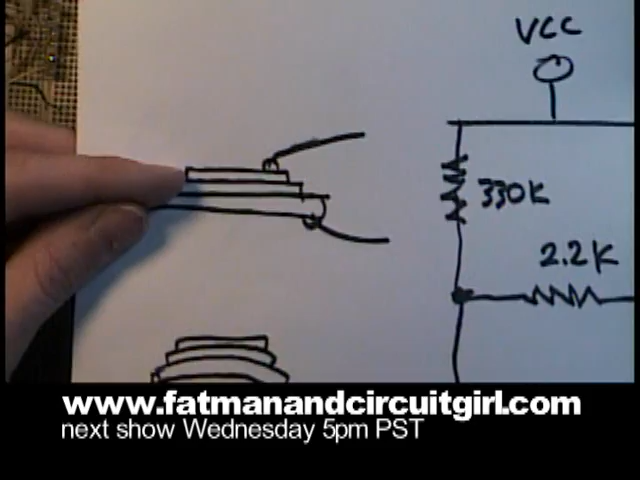 VCC
330K
2.2K
www.fatmanandcircuitgirl.com
next show Wednesday 5pm PST